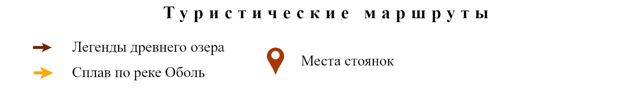 Туристические маршруты
Легенды древнего озера
Места стоянок
Сплав по реке Оболь